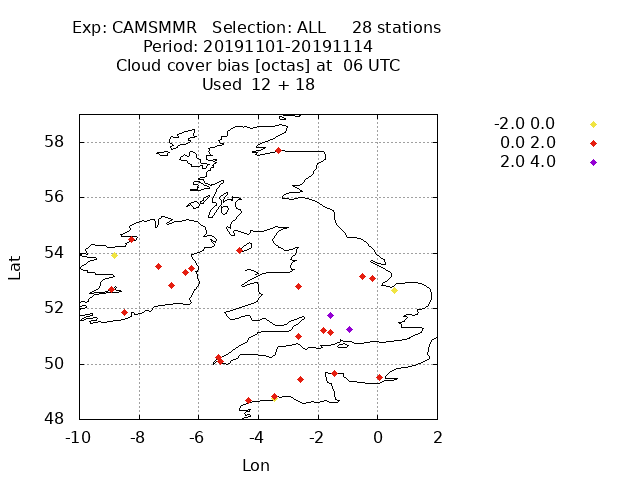 Exp: CAMSMMR   Selection: ALL     28 stations
Period: 20191101-20191114
Cloud cover bias [octas] at  06 UTC
Used  12 + 18
-2.0 0.0
0.0 2.0
2.0 4.0
58
56
54
52
50
48
Lat
-10 -8 -6 -4 -2 0 2
Lon